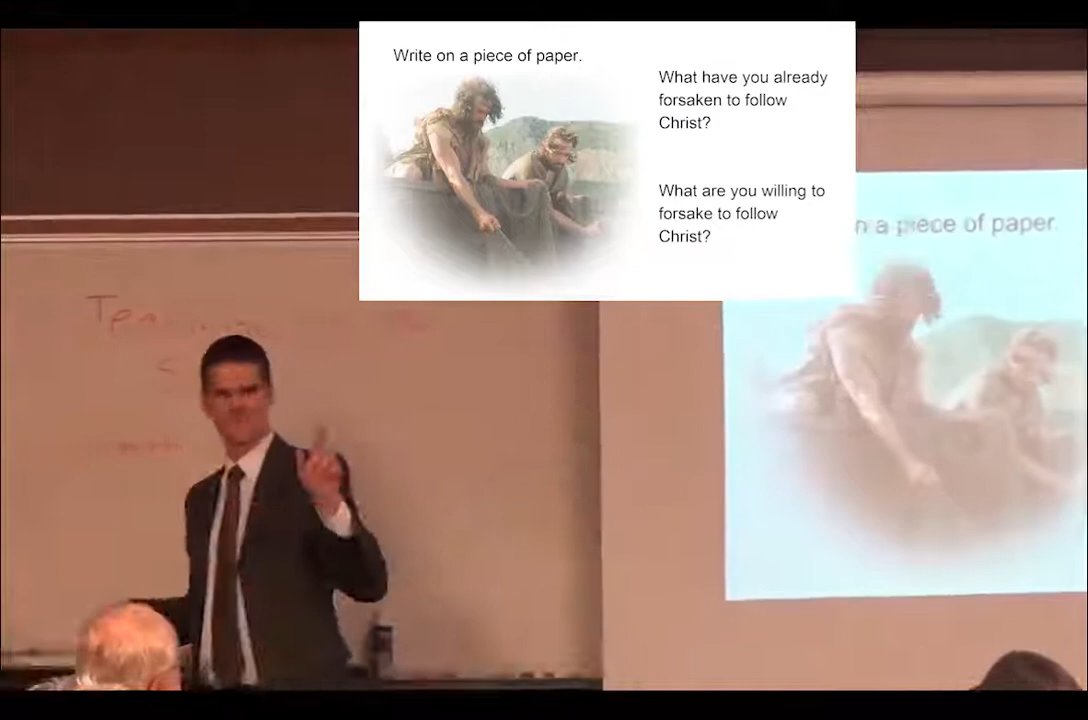 Write on a piece of paper.
What have you already
forsaken to follow
Christ?
What are you willing to
forsake to follow
Christ?
n a piece of paper.